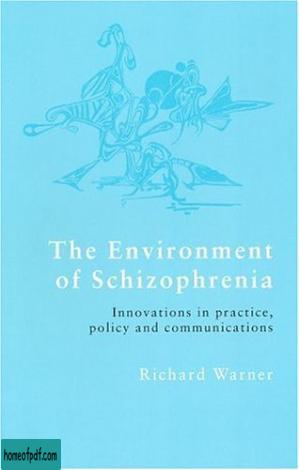 The Environment
of Schizophrenia
Innovations in practice,
policy and communications
Richard Warner
homeofpdf.com